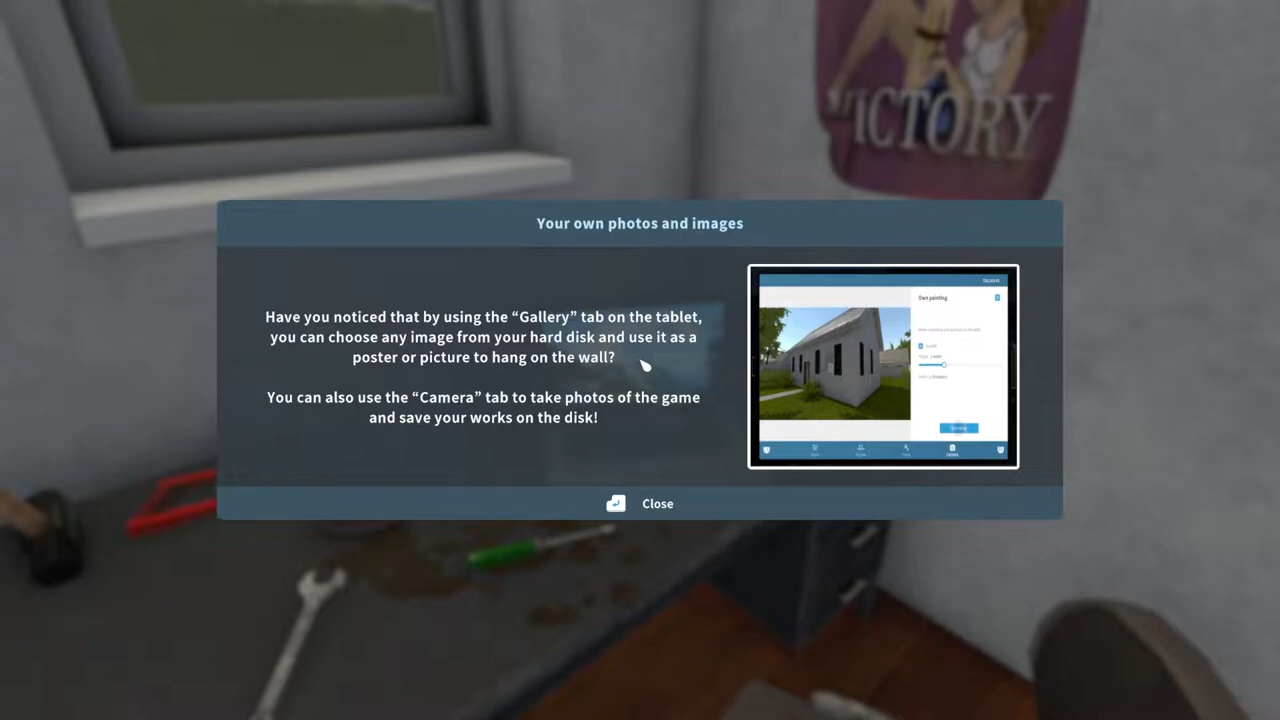 VICTORY
Your own photos and images
Have you noticed that by using the “Gallery” tab on the tablet,
you can choose any image from your hard disk and use it as a
poster or picture to hang on the wall?
You can also use the “Camera” tab to take photos of the game
and save your works on the disk!
Own painting
Close